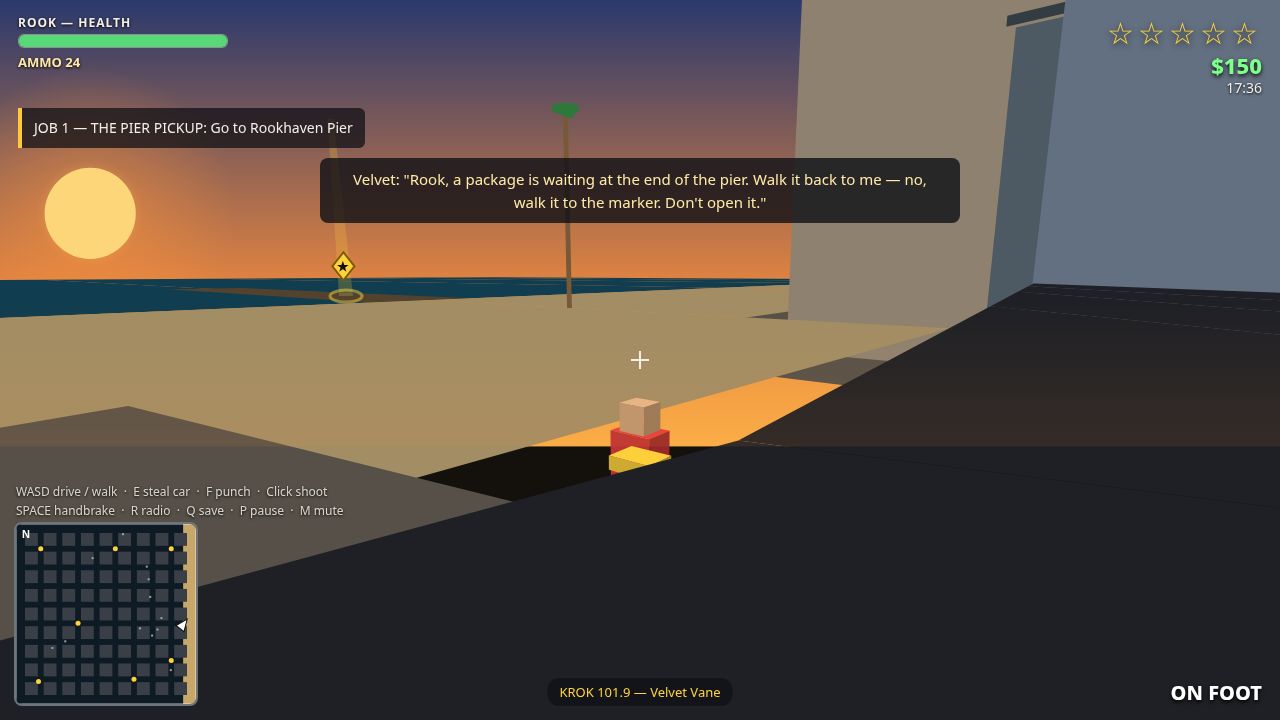 ROOK — HEALTH
AMMO 24
☆☆☆☆☆
$150
17:36
JOB 1 — THE PIER PICKUP: Go to Rookhaven Pier
Velvet: "Rook, a package is waiting at the end of the pier. Walk it back to me — no,
walk it to the marker. Don't open it."
WASD drive / walk · E steal car · F punch · Click shoot
SPACE handbrake · R radio · Q save · P pause · M mute
N
KROK 101.9 — Velvet Vane
ON FOOT